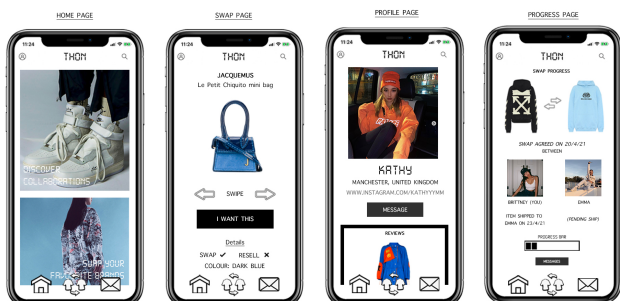 HOME PAGE
11:24
THON
DISCOVER
COLLABORATIONS
SWAP YOUR
FAVOURITE BRANDS
SWAP PAGE
11:24
THON
JACQUEMUS
Le Petit Chiquito mini bag
SWIPE
I WANT THIS
Details
SWAP ✓ RESELL ✗
COLOUR: DARK BLUE
PROFILE PAGE
11:24
THON
KATHY
MANCHESTER, UNITED KINGDOM
WWW.INSTAGRAM.COM/KATHYYYMM
MESSAGE
REVIEWS
PROGRESS PAGE
11:24
THON
SWAP PROGRESS
SWAP AGREED ON 20/4/21
BETWEEN
BRITTNEY (YOU) EMMA
ITEM SHIPPED TO
EMMA ON 23/4/21
(PENDING SHIP)
PROGRESS BAR
MESSAGES